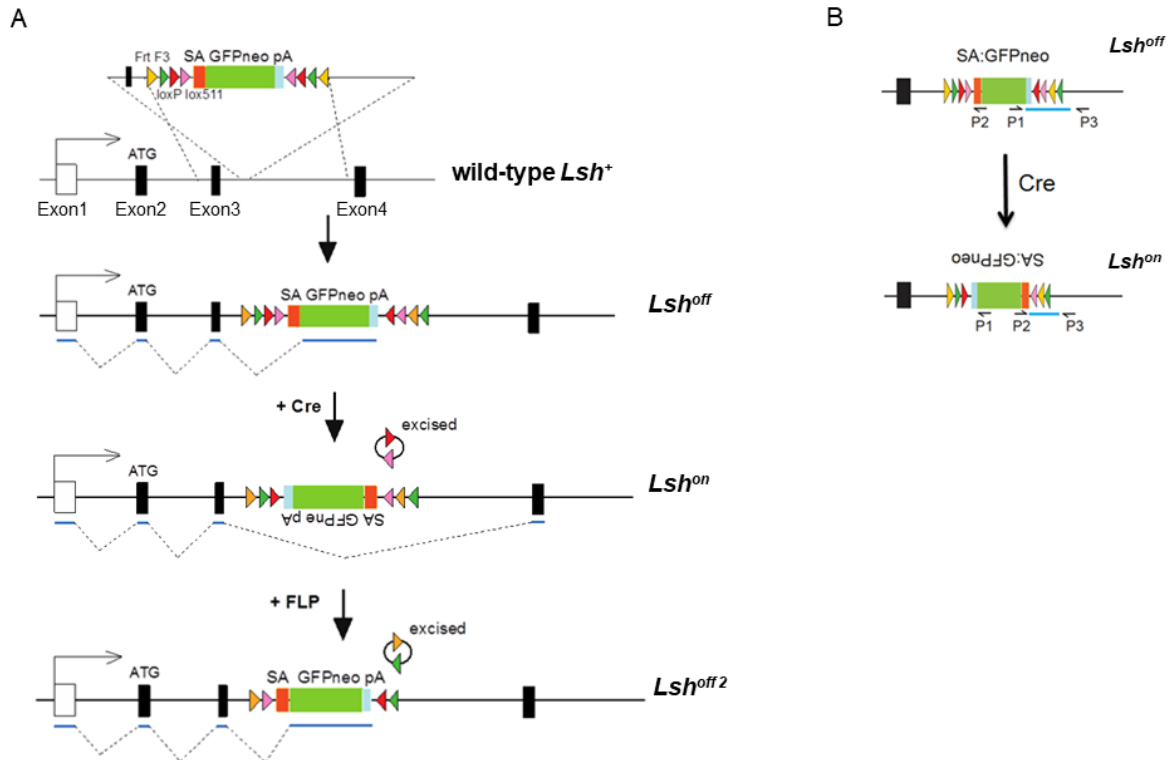 A
Frt F3 SA GFPneo pA
loxP lox511
ATG
wild-type Lsh+
Exon1 Exon2 Exon3 Exon4
ATG
SA GFPneo pA
Lshoff
+ Cre
excised
ATG
Lshon
SA GFPne pA
+ FLP
excised
ATG
SA GFPneo pA
Lshoff 2
B
Lshoff
SA:GFPneo
P2 P1 P3
Cre
Lshon
SA:GFPneo
P1 P2 P3